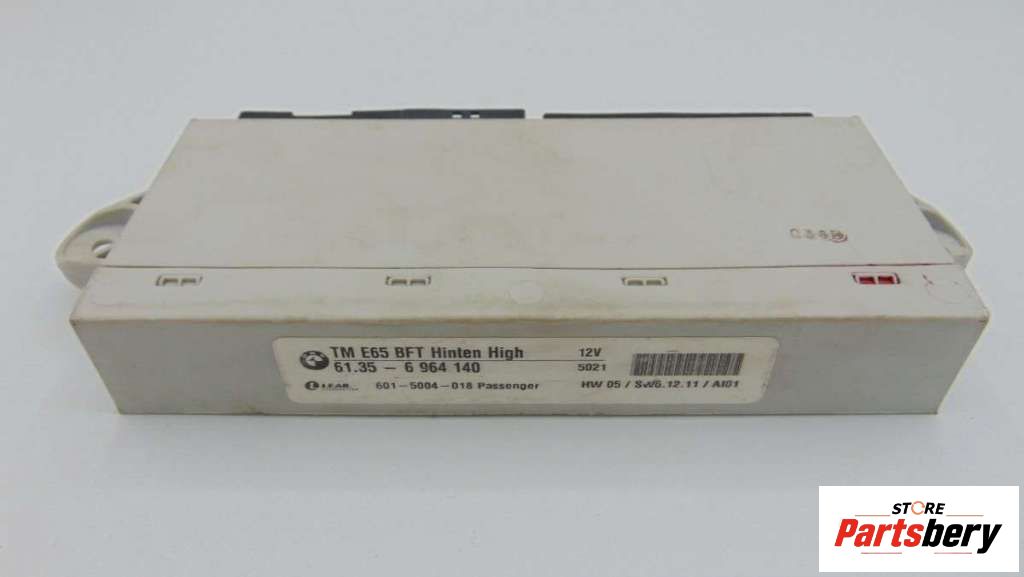 TM E65 BFT Hinten High 12V
61.35 - 6 964 140 5021
LEAR 601-5004-018 Passenger HW 05 / SW6.12.11 / AI01
STORE
Partsbery